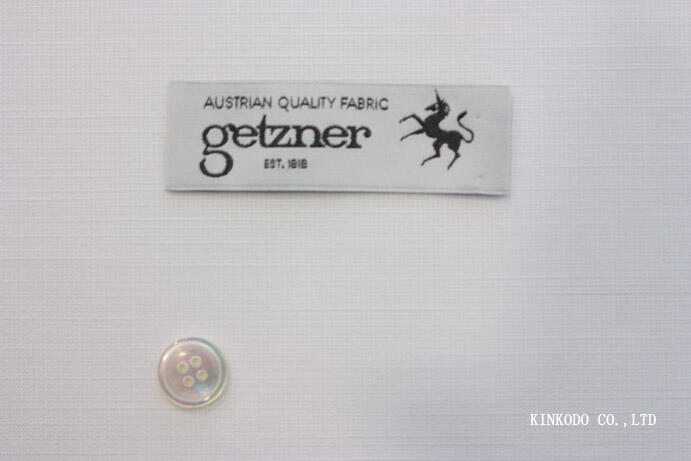 AUSTRIAN QUALITY FABRIC
getzner
EST. 1818
KINKODO CO.,LTD